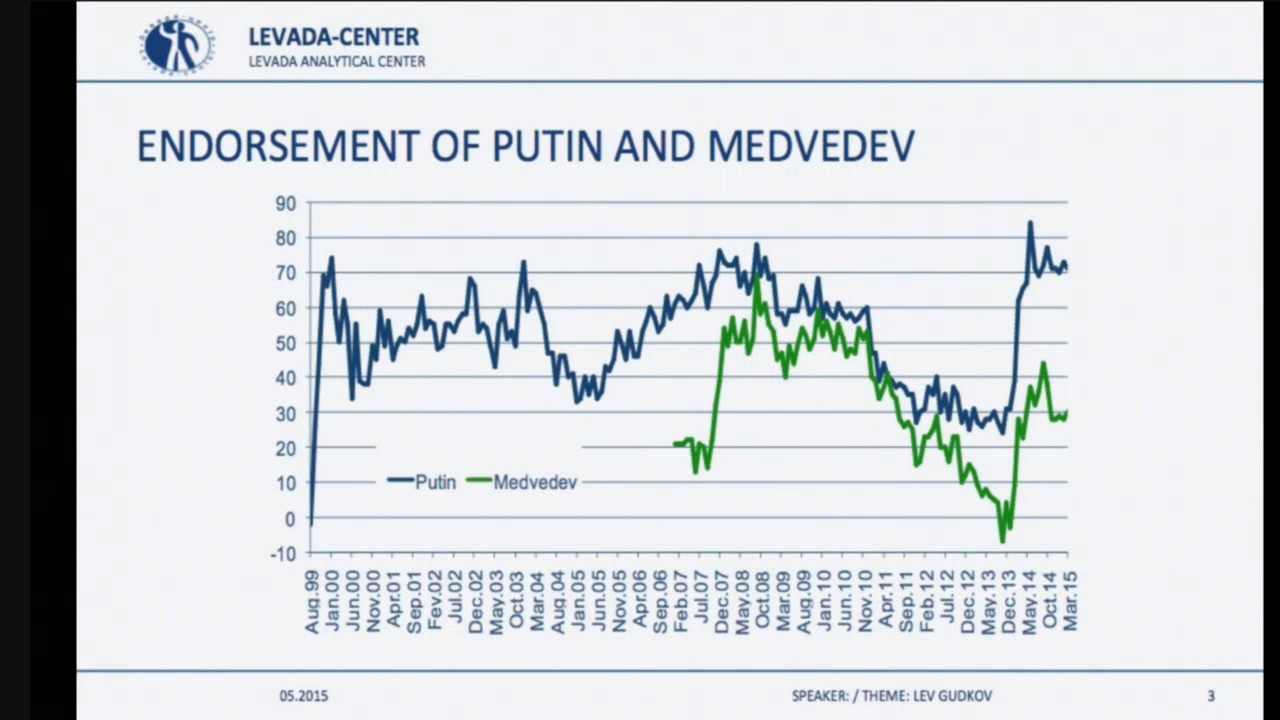 LEVADA-CENTER
LEVADA ANALYTICAL CENTER
ENDORSEMENT OF PUTIN AND MEDVEDEV
90
80
70
60
50
40
30
20
10
0
-10
Putin
Medvedev
Aug.99
Jan.00
Jun.00
Nov.00
Apr.01
Sep.01
Fev.02
Jul.02
Dec.02
May.03
Oct.03
Mar.04
Aug.04
Jan.05
Jun.05
Nov.05
Apr.06
Sep.06
Feb.07
Jul.07
Dec.07
May.08
Oct.08
Mar.09
Aug.09
Jan.10
Jun.10
Nov.10
Apr.11
Sep.11
Feb.12
Jul.12
Dec.12
May.13
Dec.13
May.14
Oct.14
Mar.15
05.2015
SPEAKER: / THEME: LEV GUDKOV
3